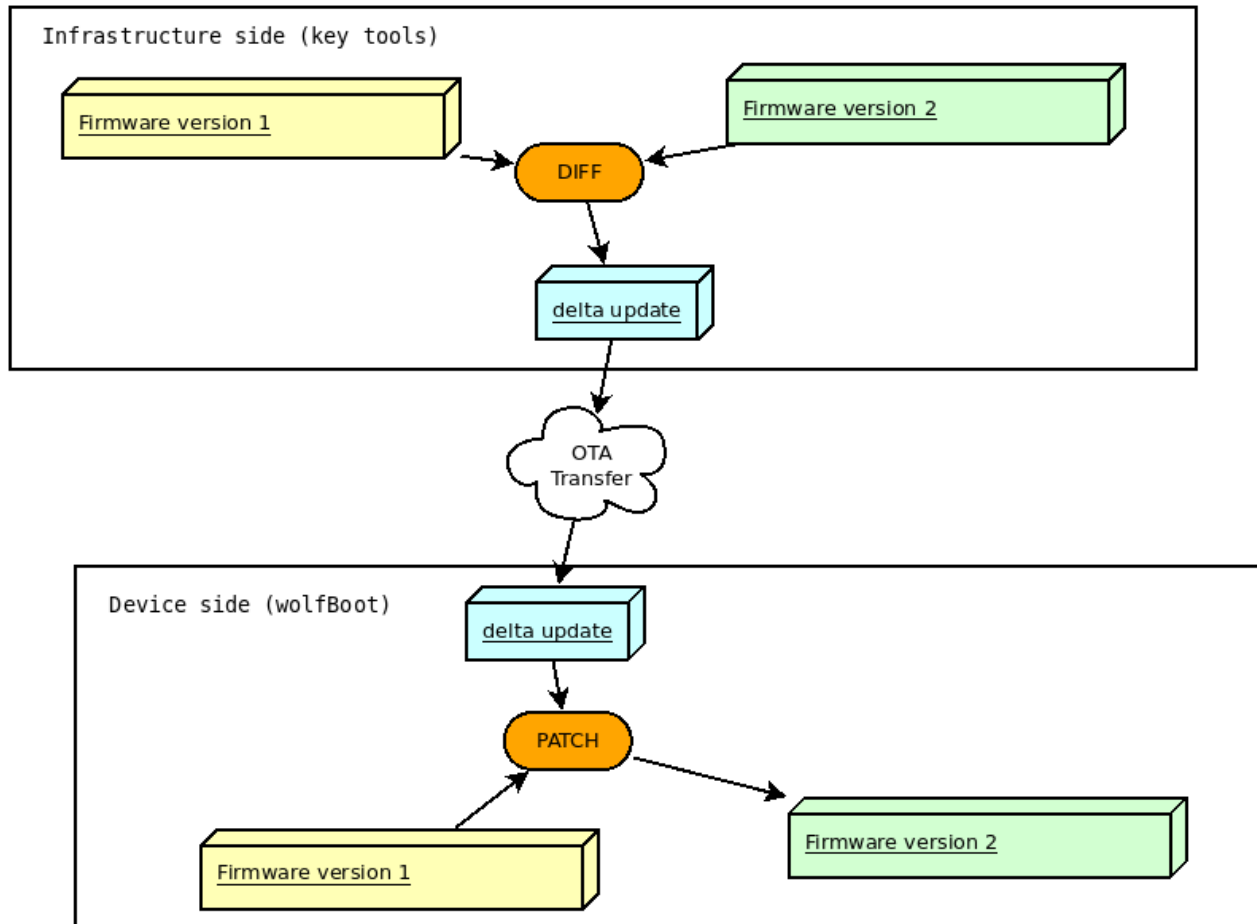 Infrastructure side (key tools)
Firmware version 1
Firmware version 2
DIFF
delta update
OTA
Transfer
Device side (wolfBoot)
delta update
PATCH
Firmware version 1
Firmware version 2